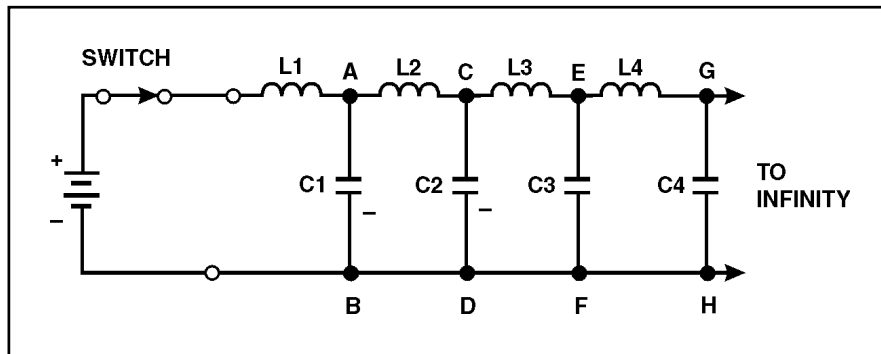 SWITCH
L1
A
L2
C
L3
E
L4
G
+
–
C1
–
C2
–
C3
C4
TO
INFINITY
B
D
F
H